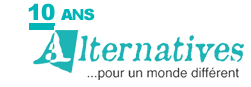 10 ANS
Alternatives
...pour un monde différent